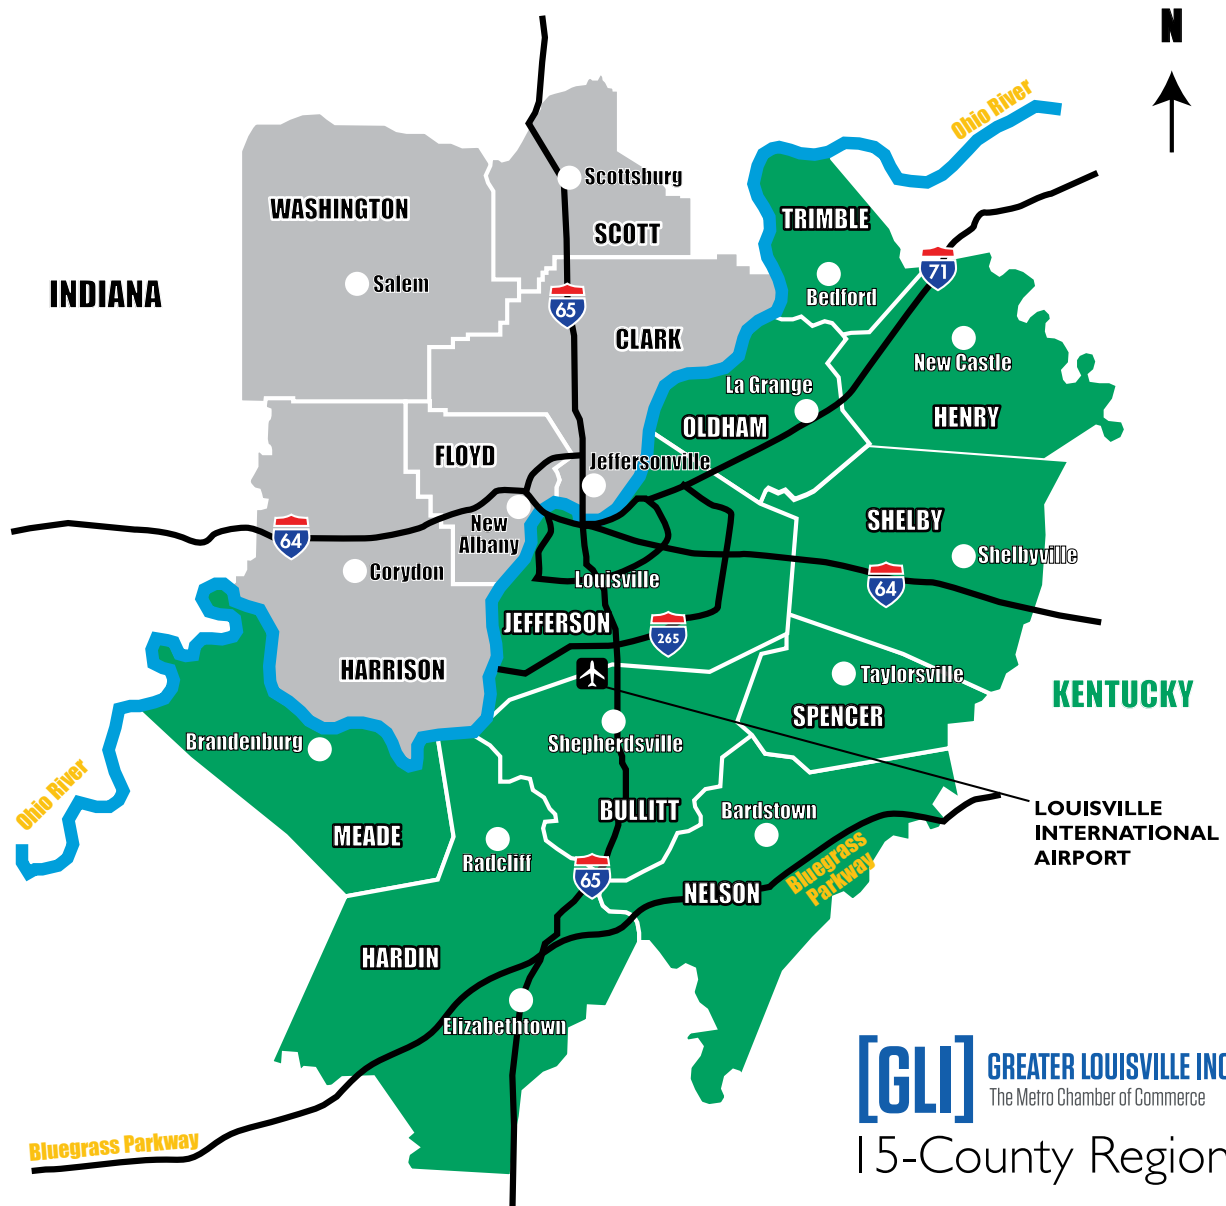 N
Ohio River
Scottsburg
WASHINGTON
TRIMBLE
SCOTT
71
Salem
Bedford
INDIANA
65
CLARK
New Castle
La Grange
HENRY
OLDHAM
FLOYD
Jeffersonville
SHELBY
New
Albany
64
Shelbyville
Corydon
Louisville
64
JEFFERSON
265
HARRISON
Taylorsville
KENTUCKY
SPENCER
Brandenburg
Shepherdsville
Ohio River
BULLITT
Bardstown
LOUISVILLE
INTERNATIONAL
AIRPORT
MEADE
Radcliff
65
Bluegrass
Parkway
NELSON
HARDIN
Elizabethtown
Bluegrass Parkway
[GLI] GREATER LOUISVILLE INC
The Metro Chamber of Commerce
15-County Region